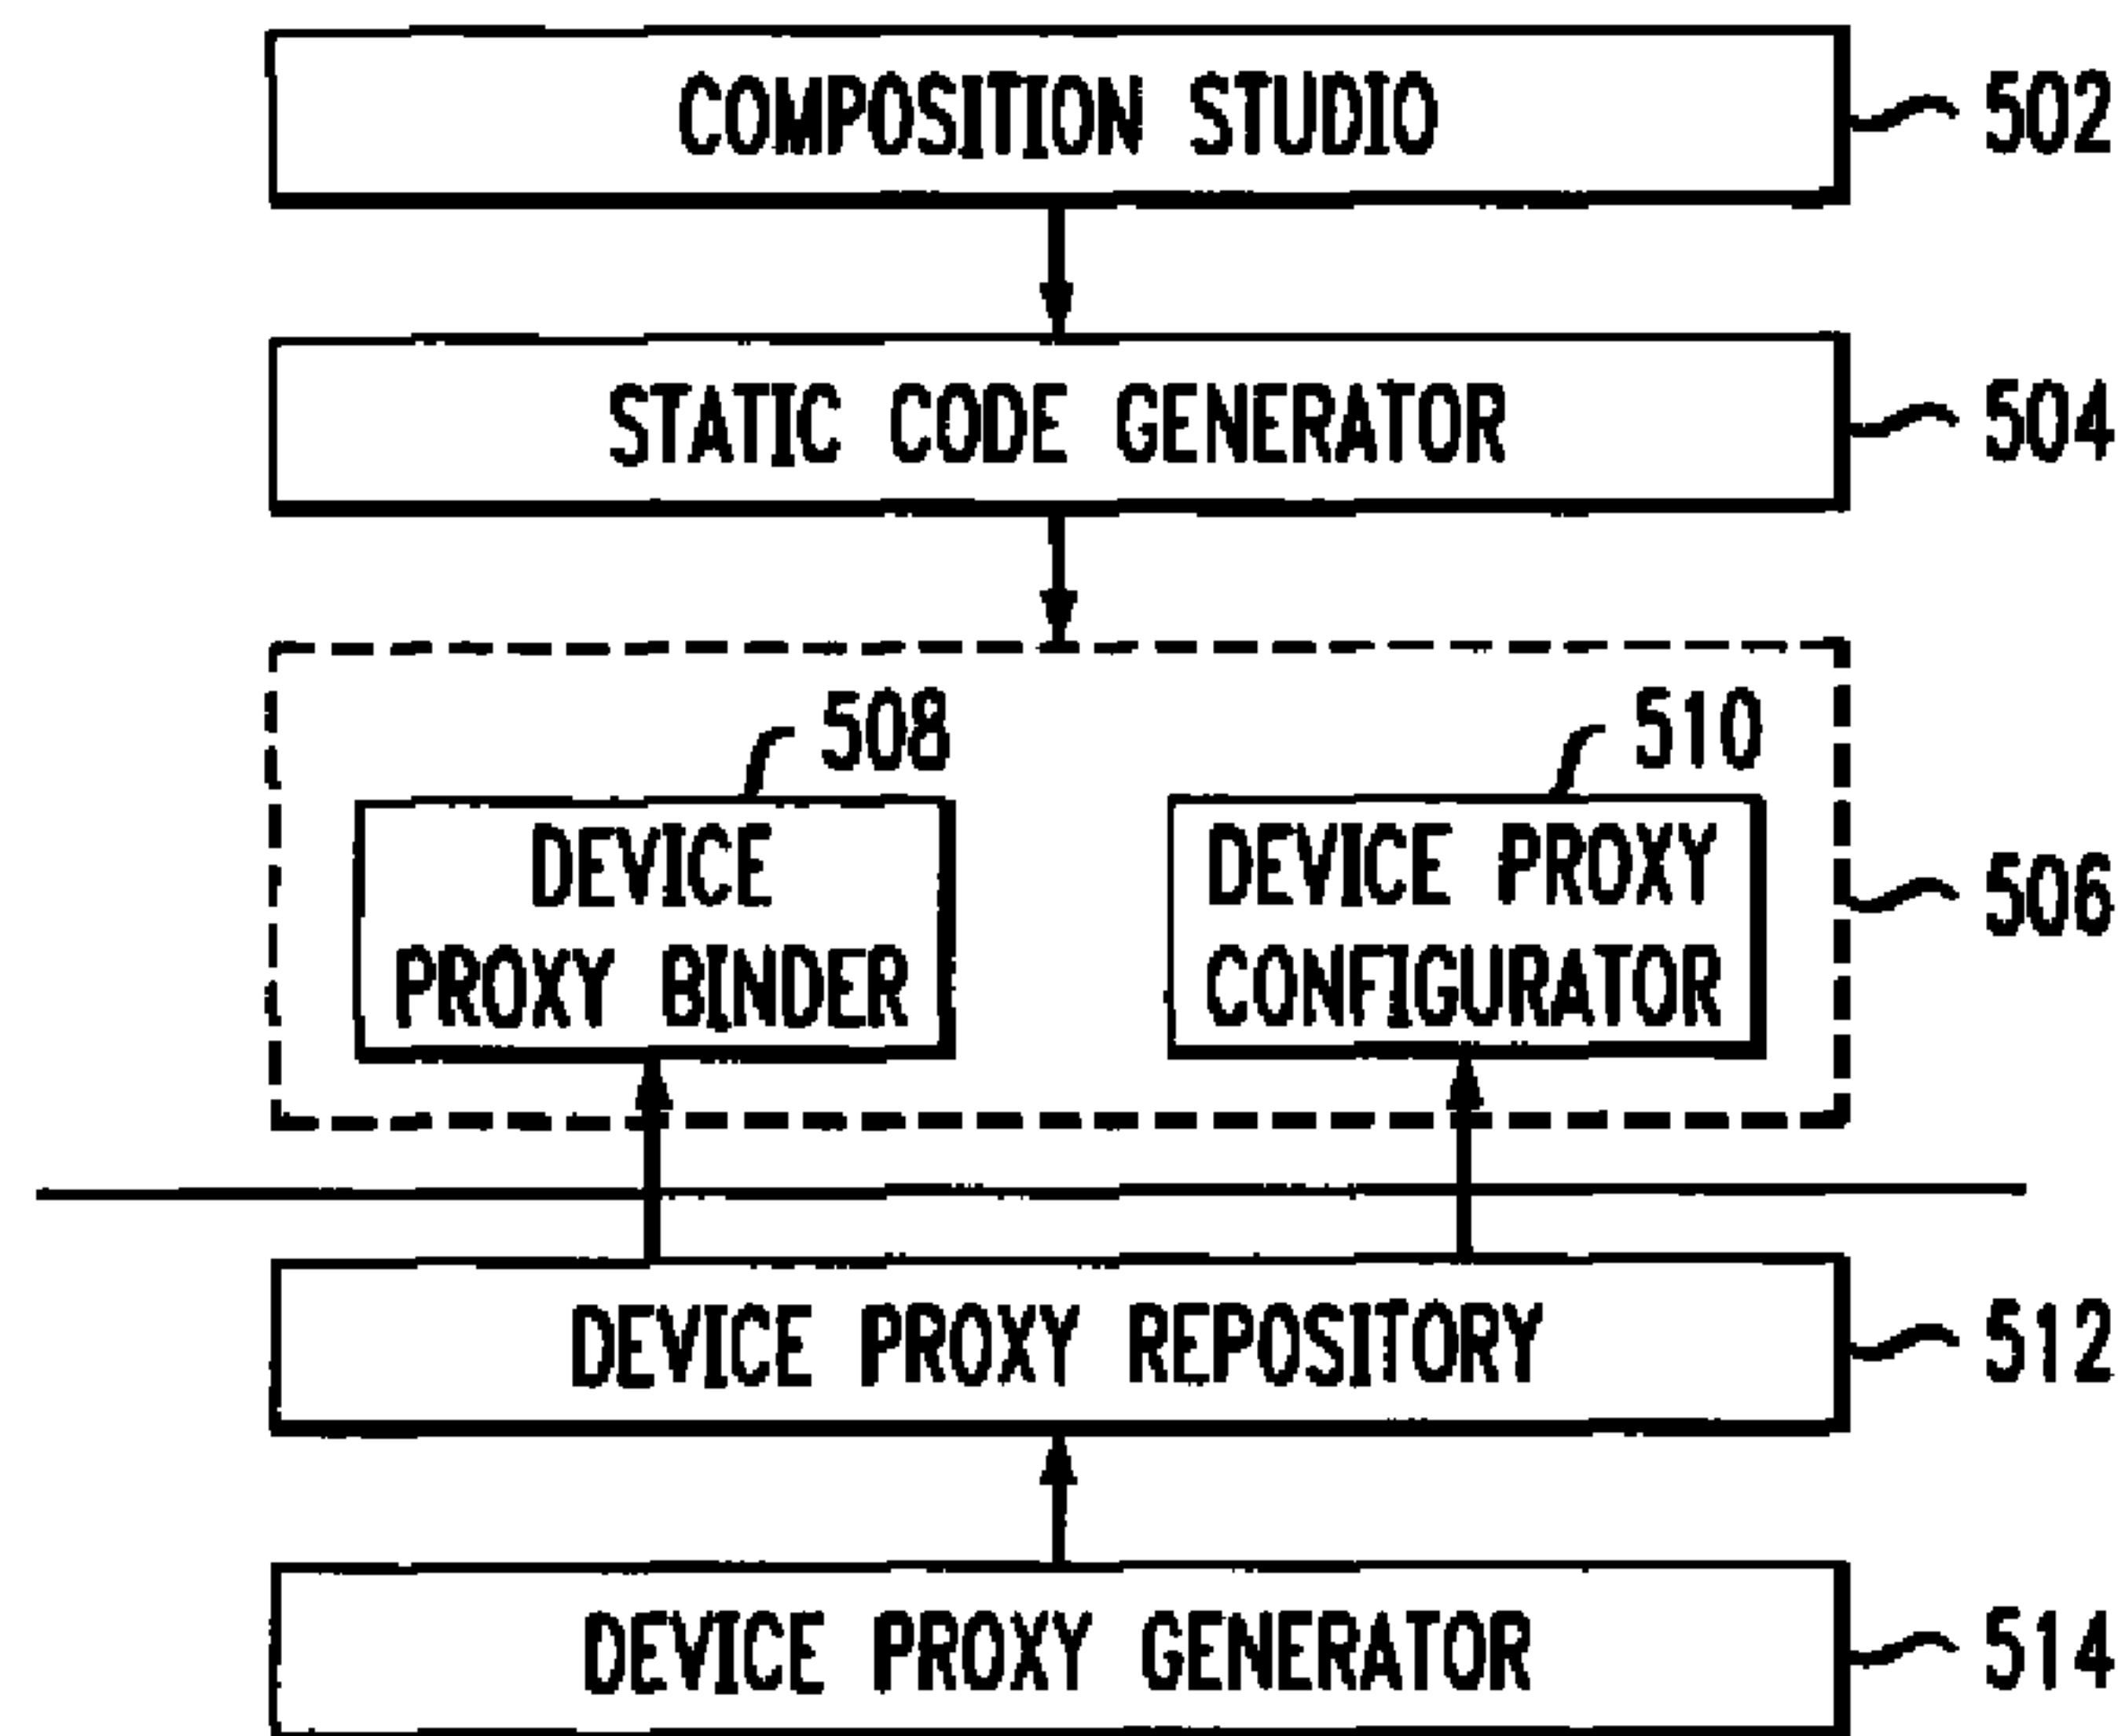 COMPOSITION STUDIO 502
STATIC CODE GENERATOR 504
508 510
DEVICE
PROXY BINDER
DEVICE PROXY
CONFIGURATOR
506
DEVICE PROXY REPOSITORY 512
DEVICE PROXY GENERATOR 514